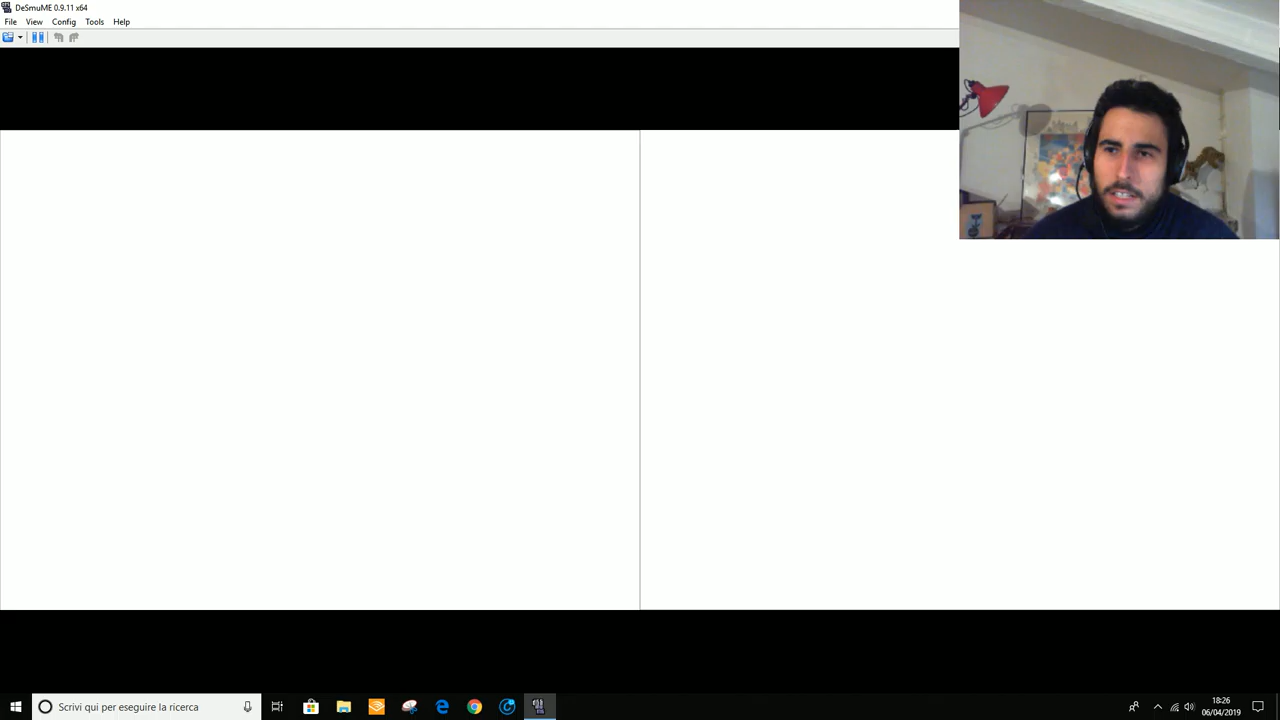 DeSmuME 0.9.11 x64
File View Config Tools Help
Scrivi qui per eseguire la ricerca
18:26
06/04/2019